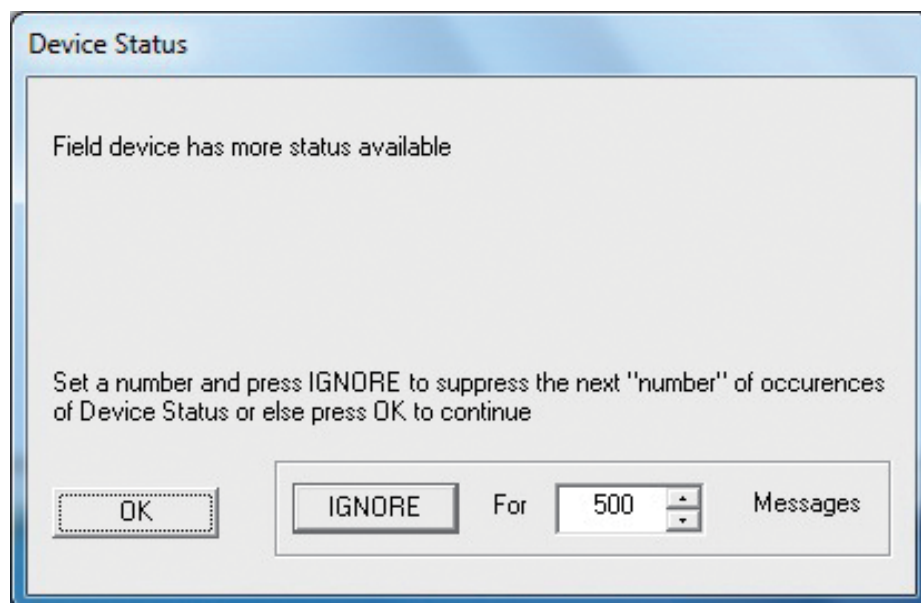 Device Status
Field device has more status available
Set a number and press IGNORE to suppress the next "number" of occurences
of Device Status or else press OK to continue
OK IGNORE For 500 Messages